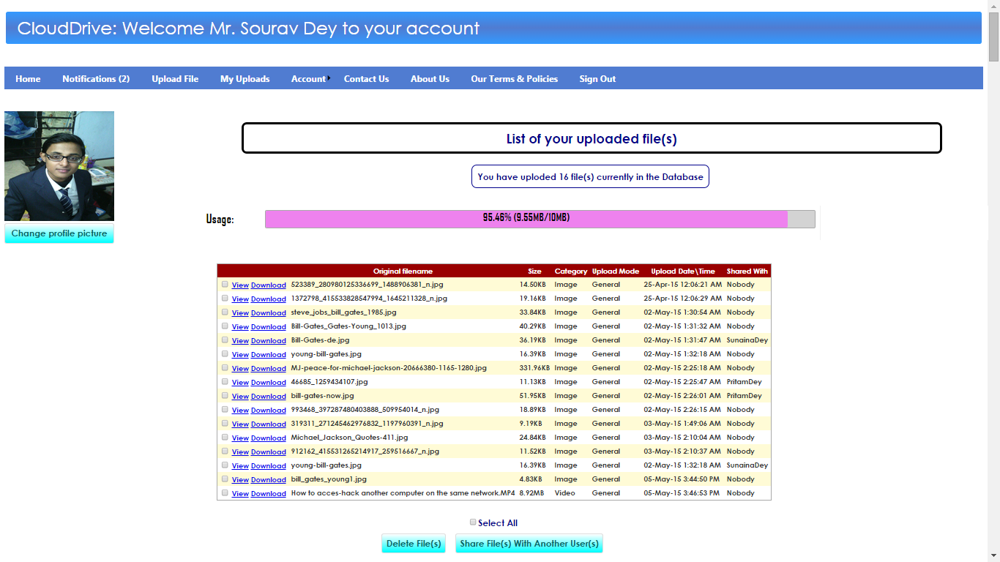 CloudDrive: Welcome Mr. Sourav Dey to your account
Home Notifications (2) Upload File My Uploads Account Contact Us About Us Our Terms & Policies Sign Out
List of your uploaded file(s)
You have uploded 16 file(s) currently in the Database
Usage: 95.46% (9.55MB/10MB)
Change profile picture
Original filename Size Category Upload Mode Upload Date\Time Shared With
View Download 523389_280980125336699_1488906381_n.jpg 14.50KB Image General 25-Apr-15 12:06:21 AM Nobody
View Download 1372798_415533828547994_1645211328_n.jpg 19.16KB Image General 25-Apr-15 12:06:29 AM Nobody
View Download steve_jobs_bill_gates_1985.jpg 33.84KB Image General 02-May-15 1:30:54 AM Nobody
View Download Bill-Gates_Gates-Young_1013.jpg 40.29KB Image General 02-May-15 1:31:32 AM Nobody
View Download Bill-Gates-de.jpg 36.19KB Image General 02-May-15 1:31:47 AM SunainaDey
View Download young-bill-gates.jpg 16.39KB Image General 02-May-15 1:32:18 AM Nobody
View Download MJ-peace-for-michael-jackson-20666380-1165-1280.jpg 331.96KB Image General 02-May-15 2:25:18 AM Nobody
View Download 46685_1259434107.jpg 11.13KB Image General 02-May-15 2:25:47 AM PritamDey
View Download bill-gates-now.jpg 51.95KB Image General 02-May-15 2:26:01 AM PritamDey
View Download 993468_397287480403888_509954014_n.jpg 18.89KB Image General 02-May-15 2:26:15 AM Nobody
View Download 319311_271245462976832_1197960391_n.jpg 9.19KB Image General 03-May-15 1:49:06 AM Nobody
View Download Michael_Jackson_Quotes-411.jpg 24.84KB Image General 03-May-15 2:10:04 AM Nobody
View Download 912162_415531265214917_259516667_n.jpg 11.52KB Image General 03-May-15 2:10:37 AM Nobody
View Download young-bill-gates.jpg 16.39KB Image General 02-May-15 1:32:18 AM SunainaDey
View Download bill_gates_young1.jpg 4.83KB Image General 05-May-15 3:44:50 PM Nobody
View Download How to acces-hack another computer on the same network.MP4 8.92MB Video General 05-May-15 3:46:53 PM Nobody
Select All
Delete File(s) Share File(s) With Another User(s)